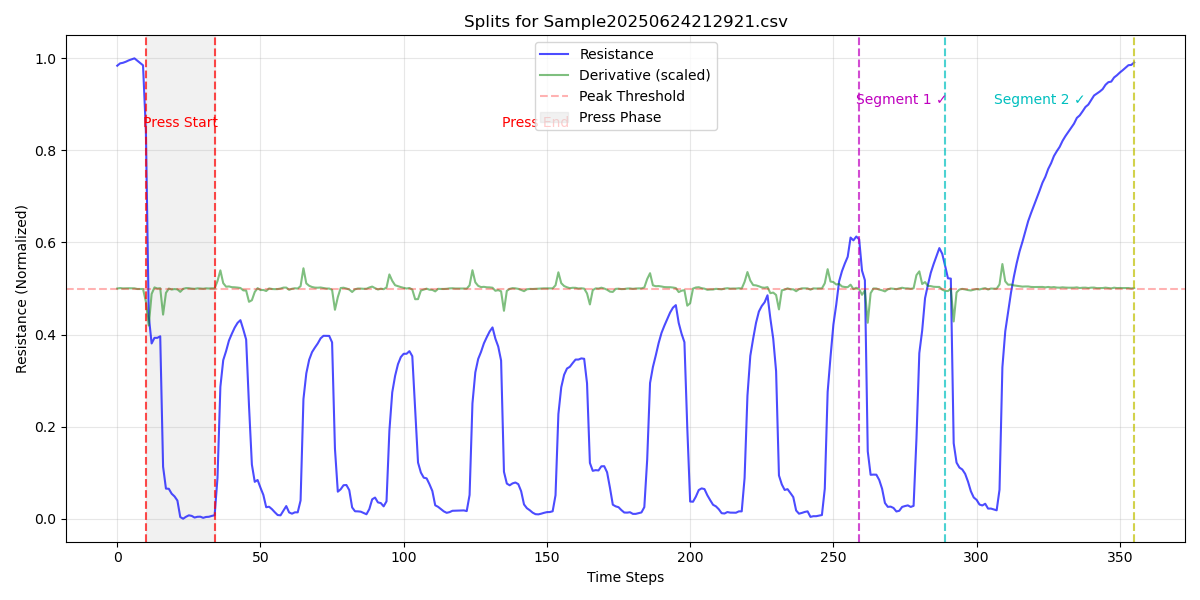 Splits for Sample20250624212921.csv
Resistance
Derivative (scaled)
Peak Threshold
Press Phase
Segment 1 ✓
Segment 2 ✓
Press Start
Press End
Resistance (Normalized)
1.0
0.8
0.6
0.4
0.2
0.0
0
50
100
150
200
250
300
350
Time Steps